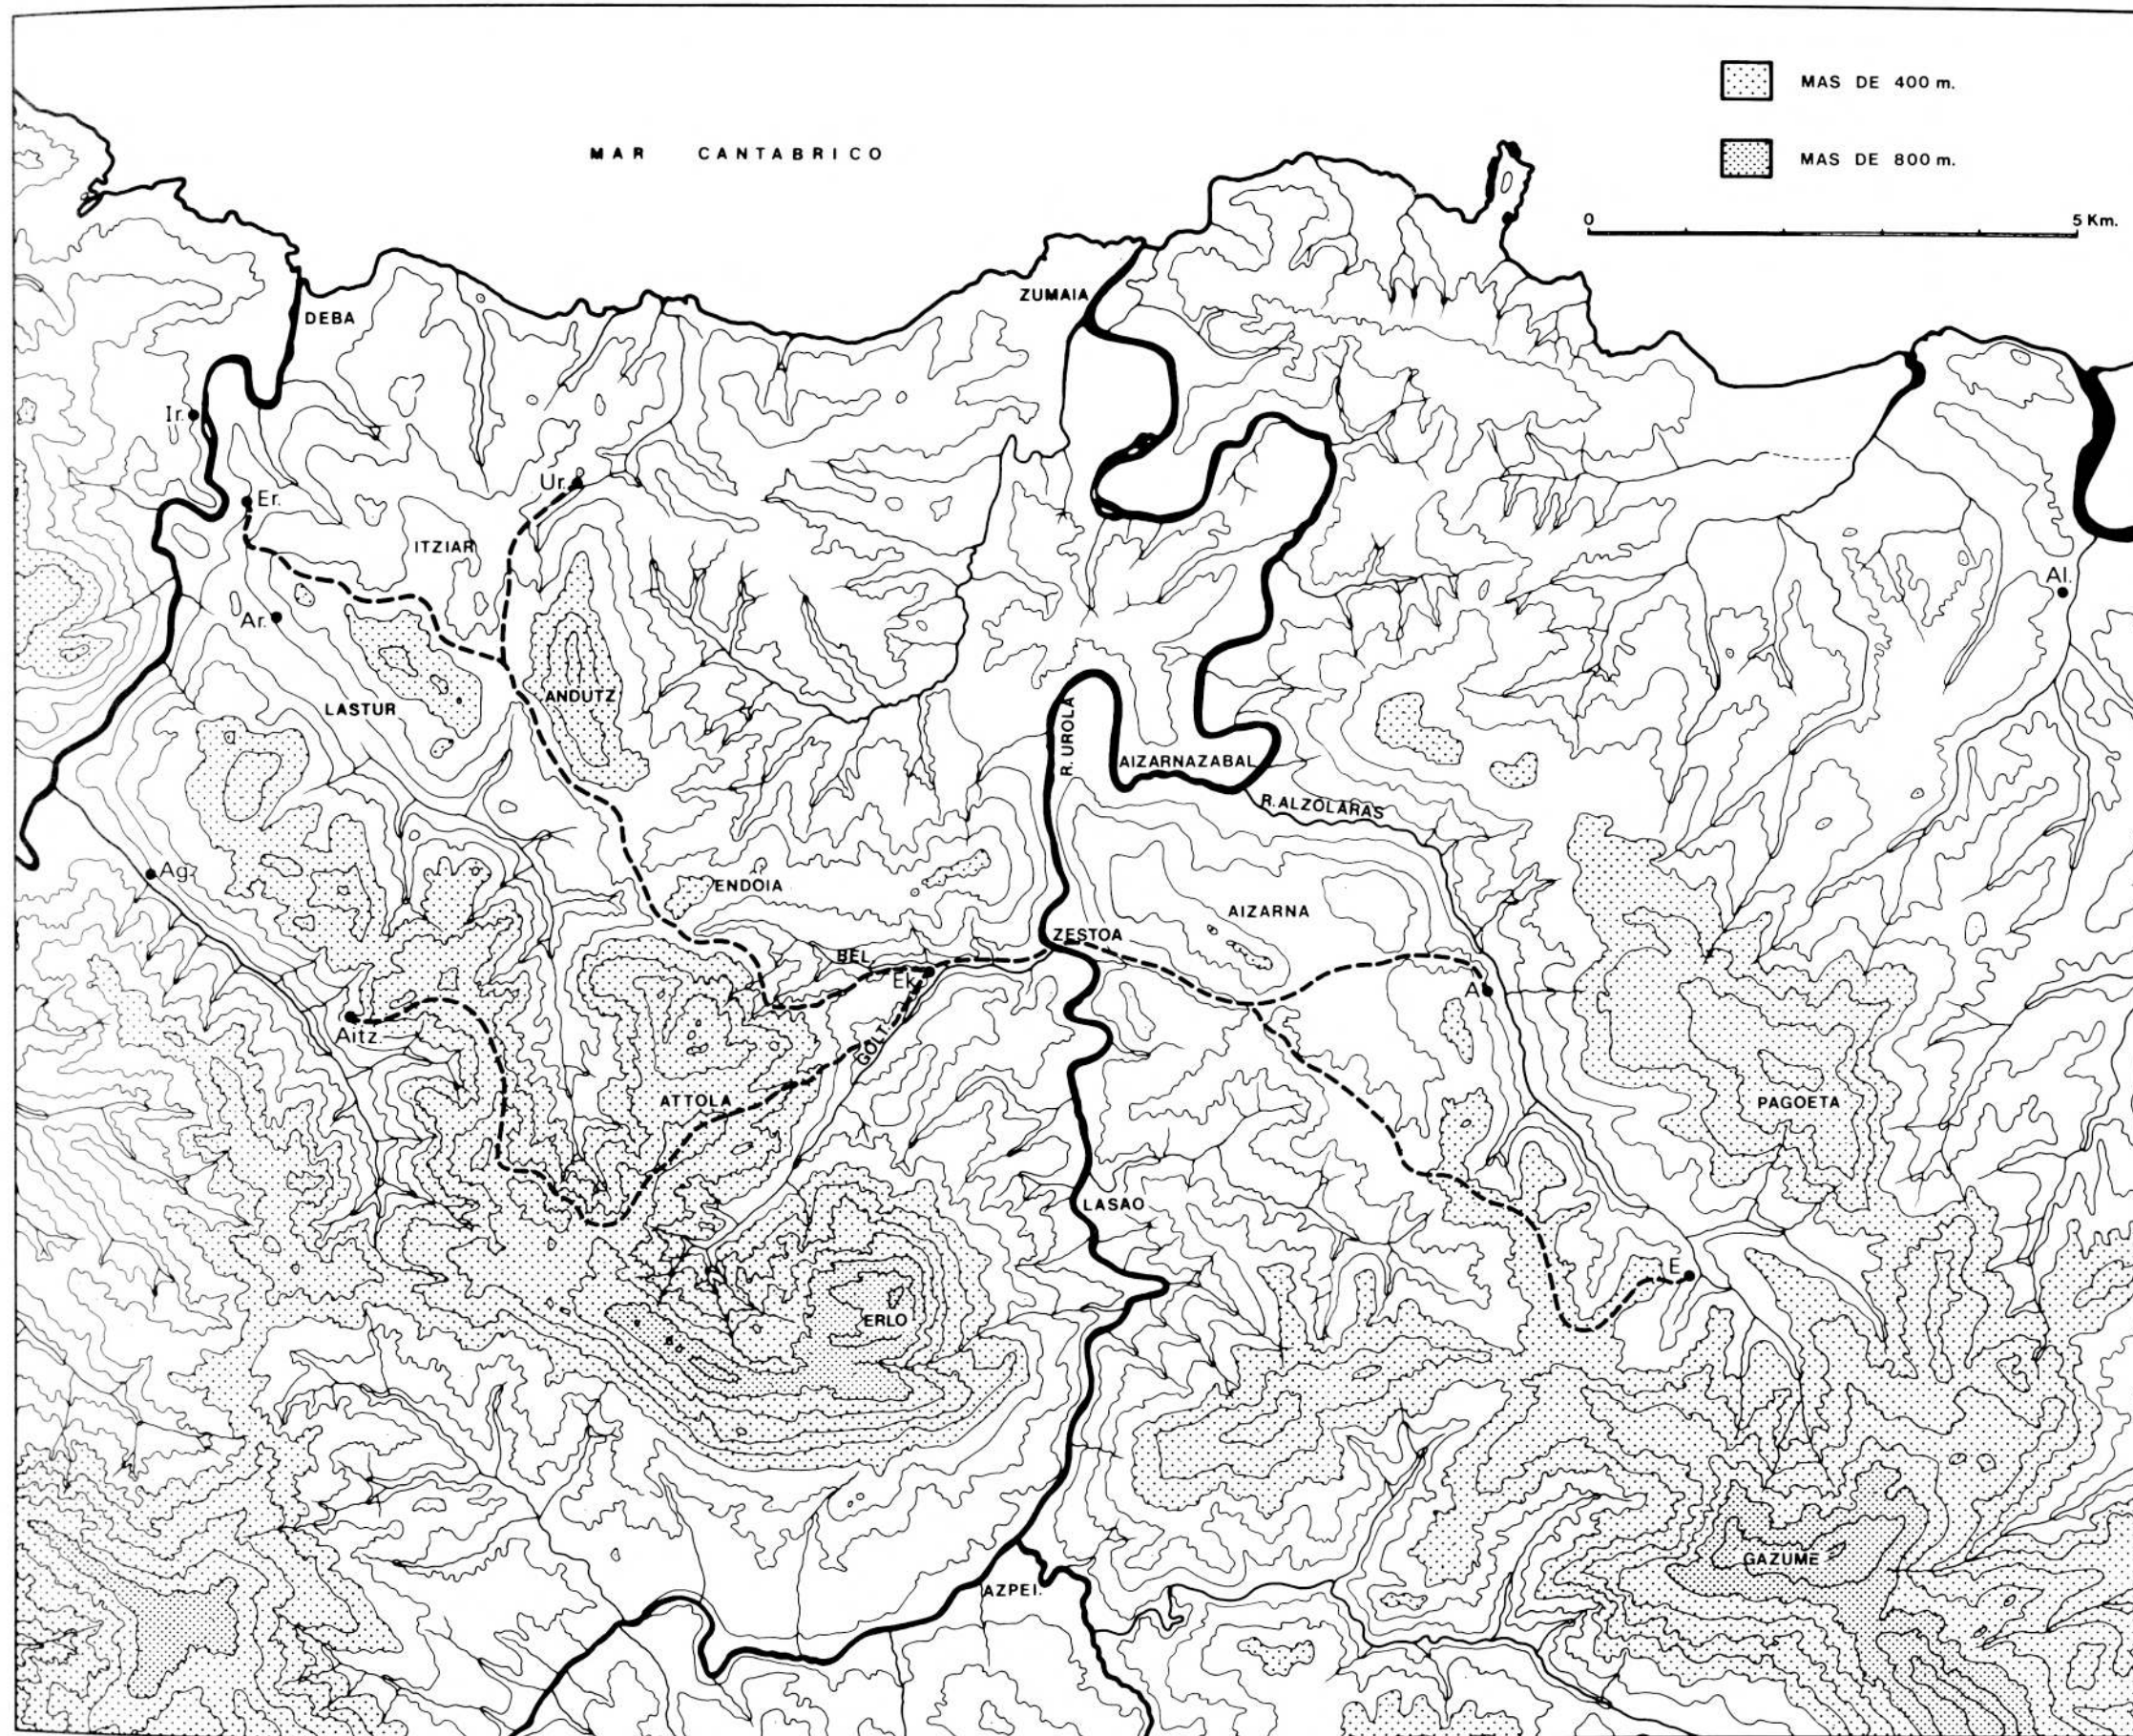 MAS DE 400 m.
MAR CANTABRICO
MAS DE 800 m.
0 5 Km.
ZUMAIA
DEBA
Ir.
Ur.
Er.
ITZIAR
Al.
Ar.
ANDUTZ
LASTUR
R. UROLA
AIZARNAZABAL
R. ALZOLARAS
Ag.
ENDOIA
AIZARNA
ZESTOA
BEL.
Ek.
A.
Aitz.
GOLT.
ATTOLA
PAGOETA
LASAO
E.
ERLO
GAZUME
AZPEI.